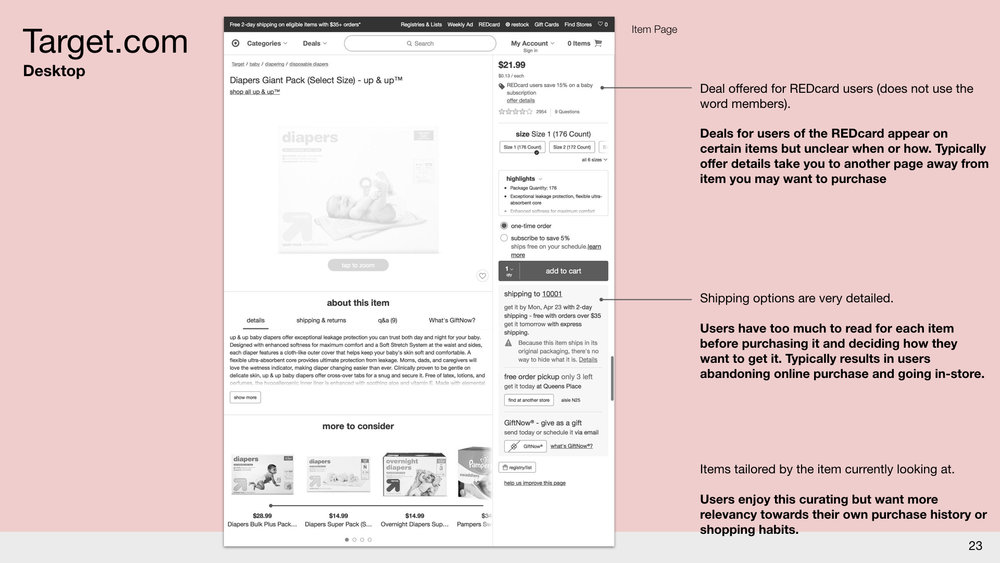 Target.com
Desktop
Item Page
Free 2-day shipping on eligible items with $35+ orders*
Registries & Lists Weekly Ad REDcard restock Gift Cards Find Stores 0
Categories Deals Search My Account 0 Items
Sign in
Target / baby / diapering / disposable diapers
Diapers Giant Pack (Select Size) - up & up™
shop all up & up™
diapers
tap to zoom
$21.99
$0.13 / each
REDcard users save 15% on a baby
subscription
offer details
2954 9 Questions
size Size 1 (176 Count)
Size 1 (176 Count) Size 2 (172 Count)
all 6 sizes
highlights
Package Quantity: 176
Exceptional leakage protection, flexible ultra-
absorbent core
Enhanced softness for maximum comfort
one-time order
subscribe to save 5%
ships free on your schedule.learn
more
1 add to cart
qty
shipping to 10001
get it by Mon, Apr 23 with 2-day
shipping - free with orders over $35
get it tomorrow with express
shipping.
Because this item ships in its
original packaging, there's no
way to hide what it is. Details
free order pickup only 3 left
get it today at Queens Place
find at another store aisle N25
GiftNow® - give as a gift
send today or schedule it via email
GiftNow® what's GiftNow®?
registry/list
help us improve this page
about this item
details shipping & returns q&a (9) What's GiftNow?
up & up baby diapers offer exceptional leakage protection you can trust both day and night for your baby.
Designed with enhanced softness for maximum comfort and a Soft Stretch System at the waist and sides,
each diaper features a cloth-like outer cover that helps keep your baby's skin soft and comfortable. A
flexible ultra-absorbent core provides ultimate protection from leakage. Moms, dads, and caregivers will
love the wetness indicator, making diaper changing easier than ever. Clinically proven to be gentle on
delicate skin, up & up baby diapers offer cross-over tabs for a snug and secure fit. Free of latex, lotions, and
perfumes, the hypoallergenic inner liner is enhanced with soothing aloe and vitamin E. Made with elemental
show more
more to consider
diapers diapers overnight
diapers
Pampers
swaddlers
$28.99 $14.99 $14.99
Diapers Bulk Plus Pack... Diapers Super Pack (S... Overnight Diapers Sup... Pampers Sw
Deal offered for REDcard users (does not use the
word members).
Deals for users of the REDcard appear on
certain items but unclear when or how. Typically
offer details take you to another page away from
item you may want to purchase
Shipping options are very detailed.
Users have too much to read for each item
before purchasing it and deciding how they
want to get it. Typically results in users
abandoning online purchase and going in-store.
Items tailored by the item currently looking at.
Users enjoy this curating but want more
relevancy towards their own purchase history or
shopping habits.
23